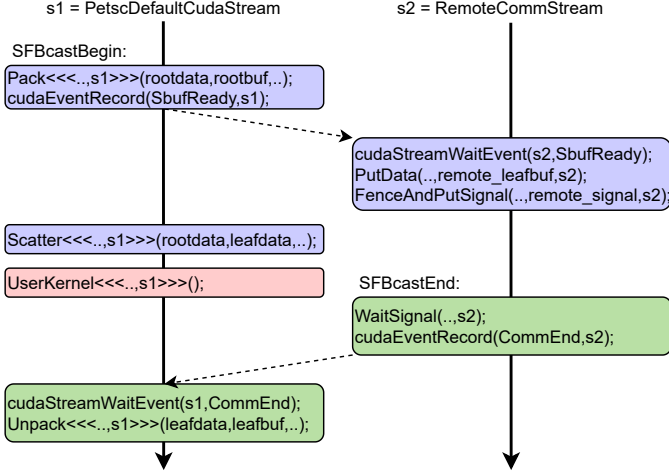 s1 = PetscDefaultCudaStream
s2 = RemoteCommStream
SFBcastBegin:
Pack<<<..,s1>>>(rootdata,rootbuf,..);
cudaEventRecord(SbufReady,s1);
cudaStreamWaitEvent(s2,SbufReady);
PutData(..,remote_leafbuf,s2);
FenceAndPutSignal(..,remote_signal,s2);
Scatter<<<..,s1>>>(rootdata,leafdata,..);
UserKernel<<<..,s1>>>();
SFBcastEnd:
WaitSignal(..,s2);
cudaEventRecord(CommEnd,s2);
cudaStreamWaitEvent(s1,CommEnd);
Unpack<<<..,s1>>>(leafdata,leafbuf,..);